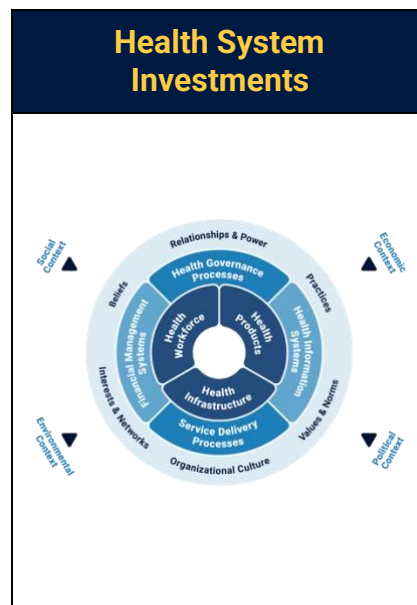 Health System
Investments
Social
Context
Economic
Context
Relationships & Power
Beliefs
Practices
Health Governance
Processes
Financial Management
Systems
Health Information
Systems
Health
Workforce
Health
Products
Health
Infrastructure
Service Delivery
Processes
Interests & Networks
Values & Norms
Organizational Culture
Environmental
Context
Political
Context